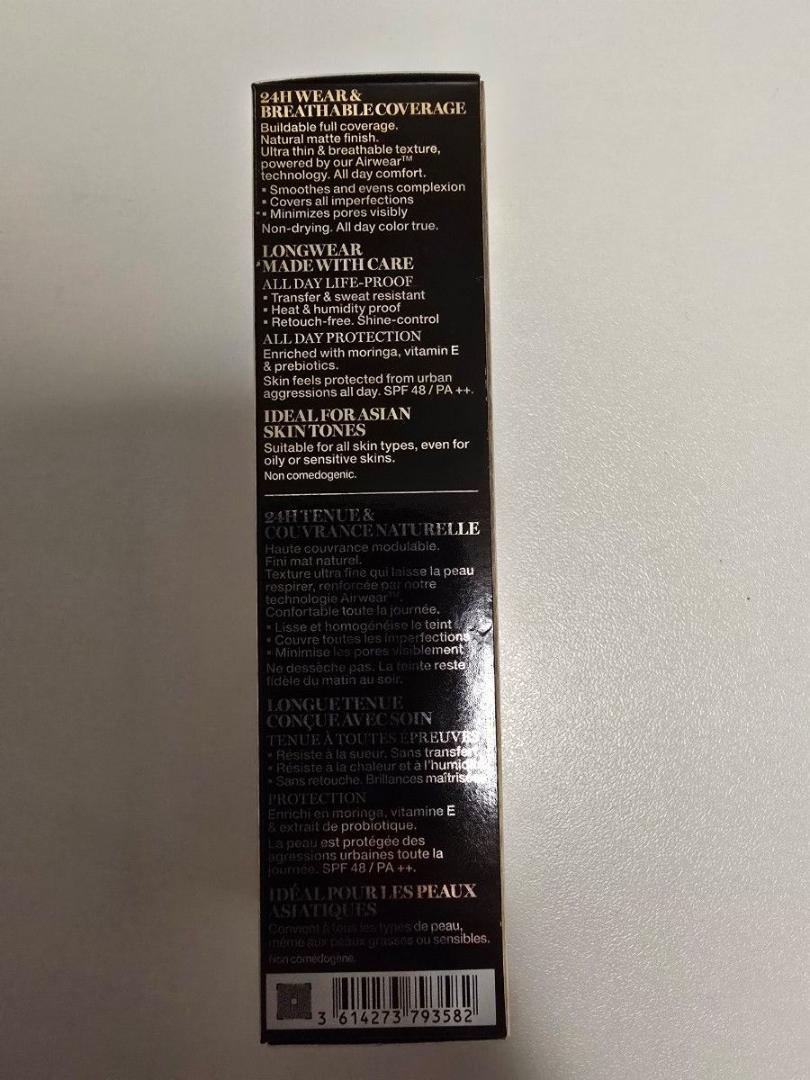 24H WEAR &
BREATHABLE COVERAGE
Buildable full coverage.
Natural matte finish.
Ultra thin & breathable texture,
powered by our Airwear™
technology. All day comfort.
▪ Smoothes and evens complexion
▪ Covers all imperfections
▪ Minimizes pores visibly
Non-drying. All day color true.
LONGWEAR
MADE WITH CARE
ALL DAY LIFE-PROOF
▪ Transfer & sweat resistant
▪ Heat & humidity proof
▪ Retouch-free. Shine-control
ALL DAY PROTECTION
Enriched with moringa, vitamin E
& prebiotics.
Skin feels protected from urban
aggressions all day. SPF 48 / PA ++.
IDEAL FOR ASIAN
SKIN TONES
Suitable for all skin types, even for
oily or sensitive skins.
Non comedogenic.
24H TENUE &
COUVRANCE NATURELLE
Haute couvrance modulable.
Fini mat naturel.
Texture ultra fine qui laisse la peau
respirer, renforcée par notre
technologie Airwear™.
Confortable toute la journée.
▪ Lisse et homogénéise le teint
▪ Couvre toutes les imperfections
▪ Minimise les pores visiblement
Ne dessèche pas. La teinte reste
fidèle du matin au soir.
LONGUE TENUE
CONÇUE AVEC SOIN
TENUE À TOUTES ÉPREUVES
▪ Résiste à la sueur. Sans transfert
▪ Résiste à la chaleur et à
▪ Sans retouche. Brillances
PROTECTION
Enrichi en moringa, vitamine E
& extrait de probiotique.
La peau est protégée des
agressions urbaines toute la
journée. SPF 48 / PA ++.
IDÉAL POUR LES PEAUX
ASIATIQUES
Convient à tous les types de peau,
même aux peaux grasses ou sensibles.
Non comédogène.
3 614273 793582